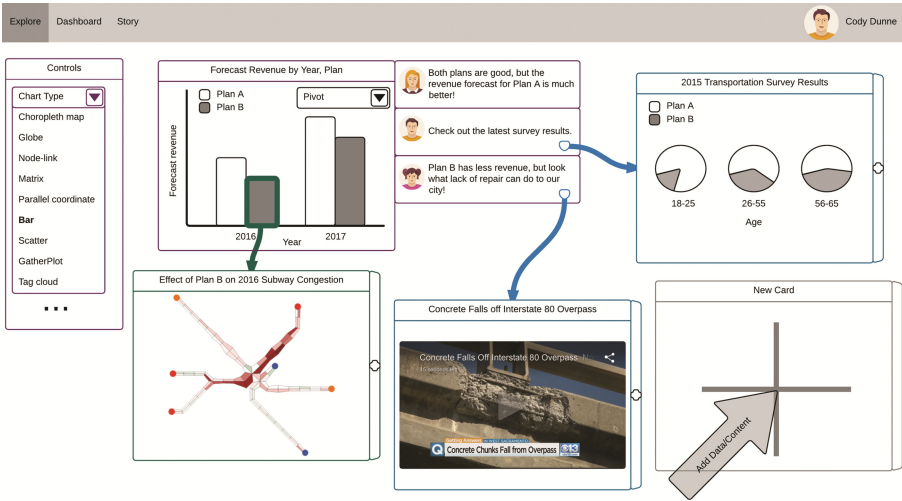 Explore Dashboard Story Cody Dunne
Controls
Chart Type
Choropleth map
Globe
Node-link
Matrix
Parallel coordinate
Bar
Scatter
GatherPlot
Tag cloud
...
Forecast Revenue by Year, Plan
Plan A
Plan B
Pivot
Forecast revenue
2016 2017
Year
Both plans are good, but the
revenue forecast for Plan A is much
better!
Check out the latest survey results.
Plan B has less revenue, but look
what lack of repair can do to our
city!
2015 Transportation Survey Results
Plan A
Plan B
18-25 26-55 56-65
Age
Effect of Plan B on 2016 Subway Congestion
Concrete Falls off Interstate 80 Overpass
Concrete Falls Off Interstate 80 Overpass
Getting Answers IN WEST SACRAMENTO
Concrete Chunks Fall from Overpass
New Card
Add Data/Content